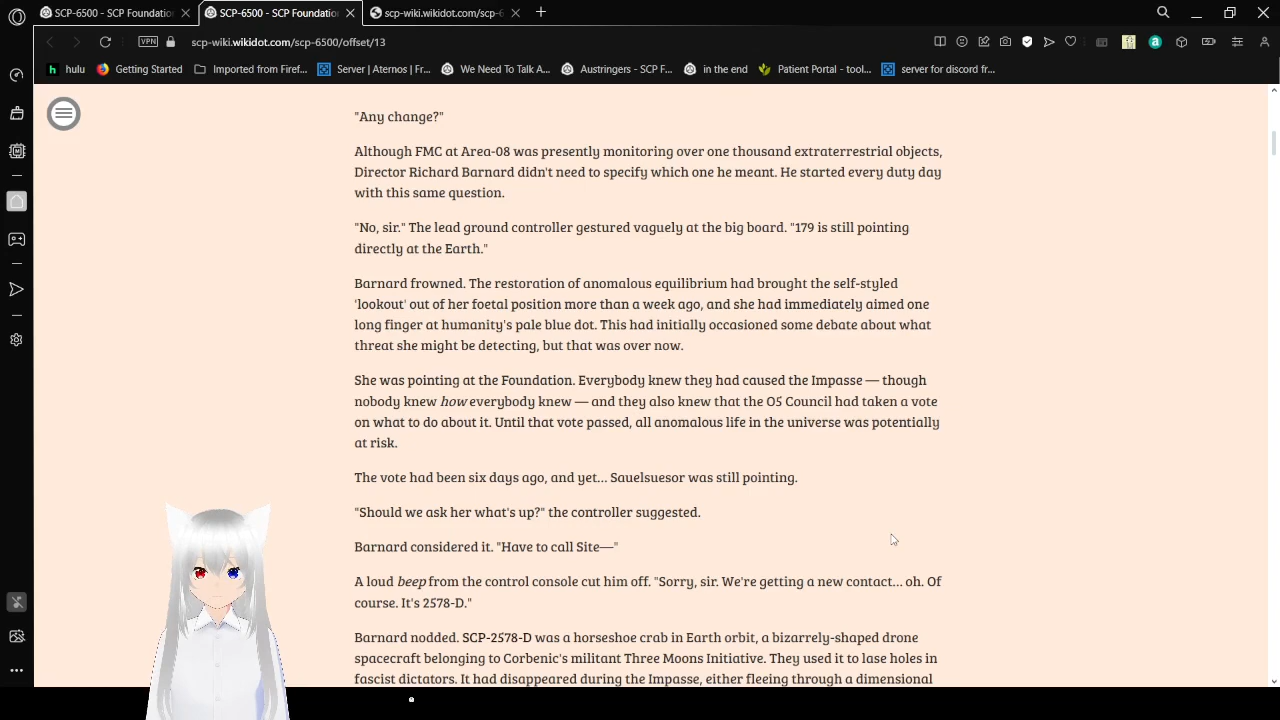 SCP-6500 - SCP Foundation
SCP-6500 - SCP Foundation
scp-wiki.wikidot.com/scp-6
VPN
scp-wiki.wikidot.com/scp-6500/offset/13
hulu
Getting Started
Imported from Firef...
Server | Aternos | Fr...
We Need To Talk A...
Austringers - SCP F...
in the end
Patient Portal - tool...
server for discord fr...
"Any change?"
Although FMC at Area-08 was presently monitoring over one thousand extraterrestrial objects,
Director Richard Barnard didn't need to specify which one he meant. He started every duty day
with this same question.
"No, sir." The lead ground controller gestured vaguely at the big board. "179 is still pointing
directly at the Earth."
Barnard frowned. The restoration of anomalous equilibrium had brought the self-styled
'lookout' out of her foetal position more than a week ago, and she had immediately aimed one
long finger at humanity's pale blue dot. This had initially occasioned some debate about what
threat she might be detecting, but that was over now.
She was pointing at the Foundation. Everybody knew they had caused the Impasse — though
nobody knew how everybody knew — and they also knew that the O5 Council had taken a vote
on what to do about it. Until that vote passed, all anomalous life in the universe was potentially
at risk.
The vote had been six days ago, and yet... Sauelsuesor was still pointing.
"Should we ask her what's up?" the controller suggested.
Barnard considered it. "Have to call Site—"
A loud beep from the control console cut him off. "Sorry, sir. We're getting a new contact... oh. Of
course. It's 2578-D."
Barnard nodded. SCP-2578-D was a horseshoe crab in Earth orbit, a bizarrely-shaped drone
spacecraft belonging to Corbenic's militant Three Moons Initiative. They used it to lase holes in
fascist dictators. It had disappeared during the Impasse, either fleeing through a dimensional